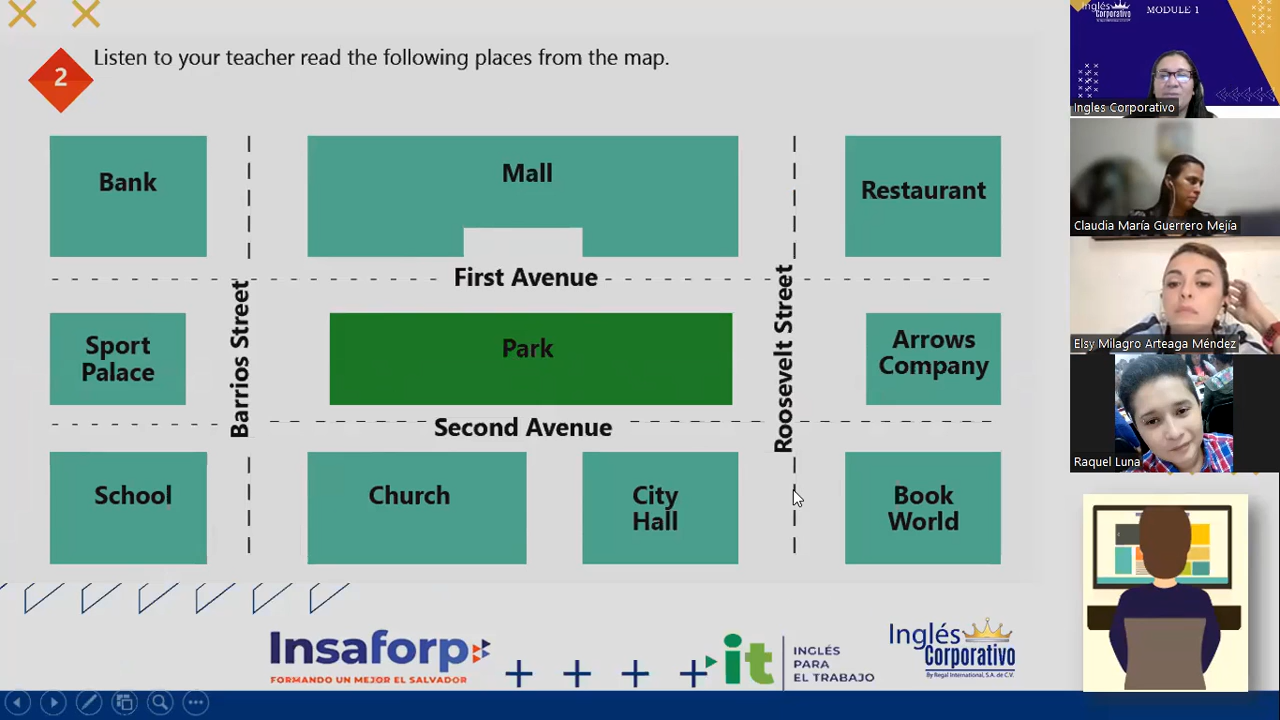 2
Listen to your teacher read the following places from the map.
Bank
Mall
Restaurant
First Avenue
Barrios Street
Roosevelt Street
Sport
Palace
Park
Arrows
Company
Second Avenue
School
Church
City
Hall
Book
World
Insaforp
FORMANDO UN MEJOR EL SALVADOR
it
INGLÉS
PARA
EL TRABAJO
Inglés
Corporativo
By Regal International, S.A. de C.V.
Inglés
Corporativo
MODULE 1
Ingles Corporativo
Claudia María Guerrero Mejía
Elsy Milagro Arteaga Méndez
Raquel Luna